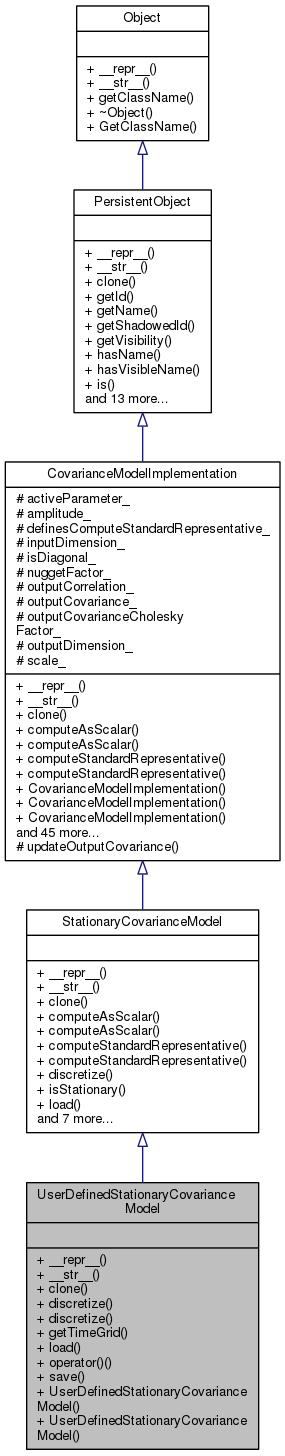 Object
+ __repr__()
+ __str__()
+ getClassName()
+ ~Object()
+ GetClassName()
PersistentObject
+ __repr__()
+ __str__()
+ clone()
+ getId()
+ getName()
+ getShadowedId()
+ getVisibility()
+ hasName()
+ hasVisibleName()
+ is()
and 13 more...
CovarianceModelImplementation
# activeParameter_
# amplitude_
# definesComputeStandardRepresentative_
# inputDimension_
# isDiagonal_
# nuggetFactor_
# outputCorrelation_
# outputCovariance_
# outputCovarianceCholesky
Factor_
# outputDimension_
# scale_
+ __repr__()
+ __str__()
+ clone()
+ computeAsScalar()
+ computeAsScalar()
+ computeStandardRepresentative()
+ computeStandardRepresentative()
+ CovarianceModelImplementation()
+ CovarianceModelImplementation()
+ CovarianceModelImplementation()
and 45 more...
# updateOutputCovariance()
StationaryCovarianceModel
+ __repr__()
+ __str__()
+ clone()
+ computeAsScalar()
+ computeAsScalar()
+ computeStandardRepresentative()
+ computeStandardRepresentative()
+ discretize()
+ isStationary()
+ load()
and 7 more...
UserDefinedStationaryCovariance
Model
+ __repr__()
+ __str__()
+ clone()
+ discretize()
+ discretize()
+ getTimeGrid()
+ load()
+ operator()()
+ save()
+ UserDefinedStationaryCovariance
Model()
+ UserDefinedStationaryCovariance
Model()